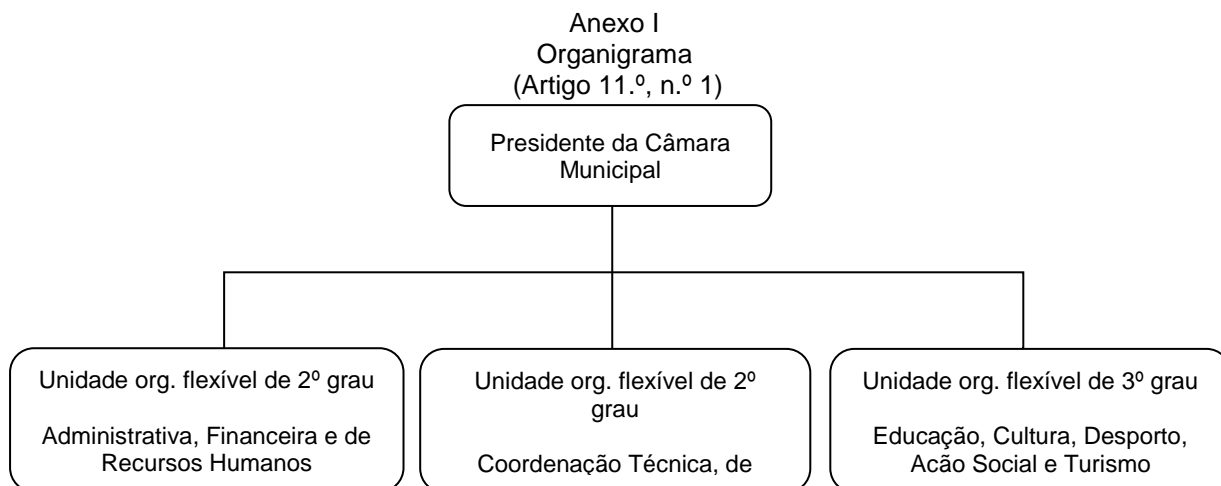 Anexo I
Organigrama
(Artigo 11.º, n.º 1)
Presidente da Câmara
Municipal
Unidade org. flexível de 2º grau
Administrativa, Financeira e de
Recursos Humanos
Unidade org. flexível de 2º
grau
Coordenação Técnica, de
Unidade org. flexível de 3º grau
Educação, Cultura, Desporto,
Acão Social e Turismo